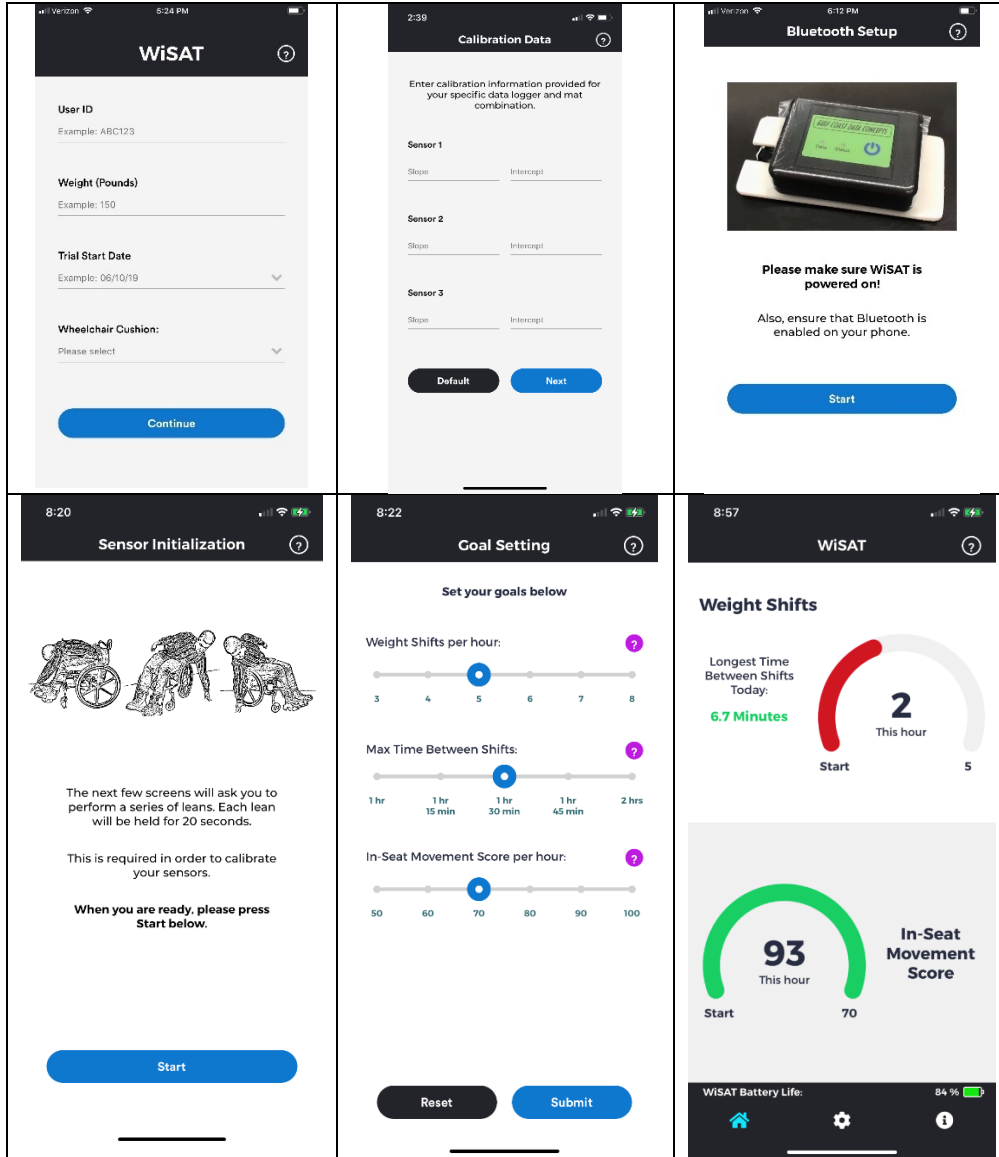 Verizon 5:24 PM
WiSAT ?
User ID
Example: ABC123
Weight (Pounds)
Example: 150
Trial Start Date
Example: 06/10/19
Wheelchair Cushion:
Please select
Continue
2:39
Calibration Data ?
Enter calibration information provided for
your specific data logger and mat
combination.
Sensor 1
Slope Intercept
Sensor 2
Slope Intercept
Sensor 3
Slope Intercept
Default Next
Verizon 6:12 PM
Bluetooth Setup ?
GULF COAST DATA CONCEPTS
Data Status
Please make sure WiSAT is
powered on!
Also, ensure that Bluetooth is
enabled on your phone.
Start
8:20
Sensor Initialization ?
The next few screens will ask you to
perform a series of leans. Each lean
will be held for 20 seconds.
This is required in order to calibrate
your sensors.
When you are ready, please press
Start below.
Start
8:22
Goal Setting ?
Set your goals below
Weight Shifts per hour: ?
3 4 5 6 7 8
Max Time Between Shifts: ?
1 hr 1 hr 1 hr 1 hr 2 hrs
15 min 30 min 45 min
In-Seat Movement Score per hour: ?
50 60 70 80 90 100
Reset Submit
8:57
WiSAT ?
Weight Shifts
Longest Time
Between Shifts
Today:
6.7 Minutes
2
This hour
Start 5
93
This hour
Start 70
In-Seat
Movement
Score
WiSAT Battery Life: 84 %